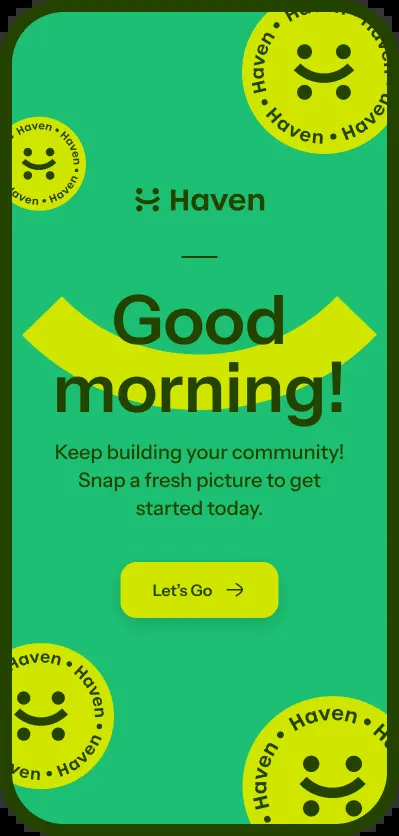 Haven • Haven • Haven • Haven
Haven • Haven • Haven • Haven
Haven
Good
morning!
Keep building your community!
Snap a fresh picture to get
started today.
Let's Go
Haven • Haven • Haven
Haven • Haven •